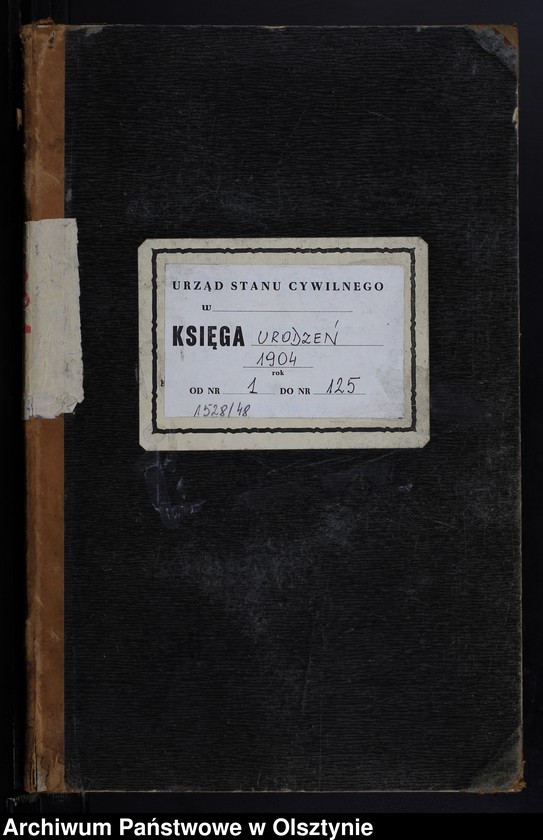 URZĄD STANU CYWILNEGO
w
KSIĘGA URODZEŃ
1904
rok
OD NR 1 DO NR 125
1528/48
Archiwum Państwowe w Olsztynie